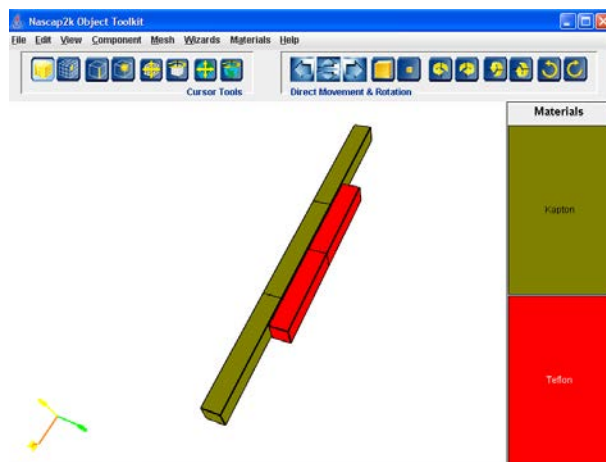 Nascap2k Object Toolkit
File Edit View Component Mesh Wizards Materials Help
Cursor Tools
Direct Movement & Rotation
Materials
Kapton
Teflon